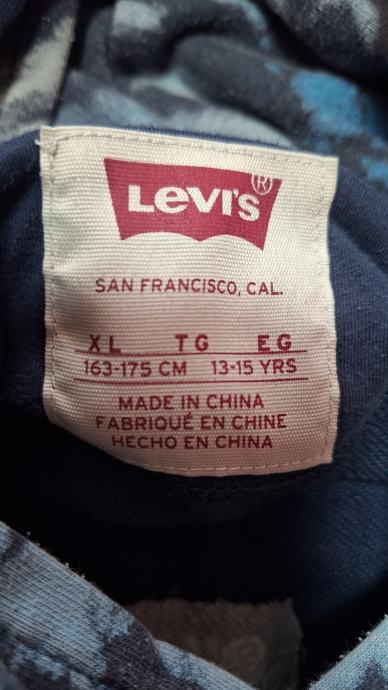 Levi's®
SAN FRANCISCO, CAL.
XL TG EG
163-175 CM 13-15 YRS
MADE IN CHINA
FABRIQUÉ EN CHINE
HECHO EN CHINA